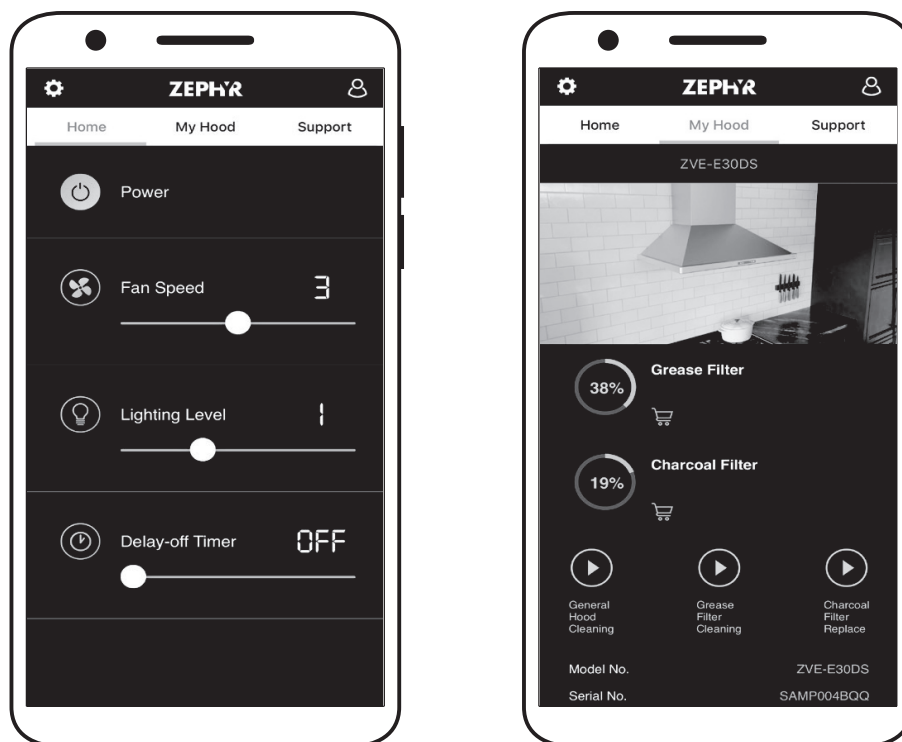 ZEPHYR
Home My Hood Support
Power
Fan Speed 3
Lighting Level 1
Delay-off Timer OFF
ZEPHYR
Home My Hood Support
ZVE-E30DS
38% Grease Filter
19% Charcoal Filter
General Hood Cleaning
Grease Filter Cleaning
Charcoal Filter Replace
Model No. ZVE-E30DS
Serial No. SAMP004BQQ